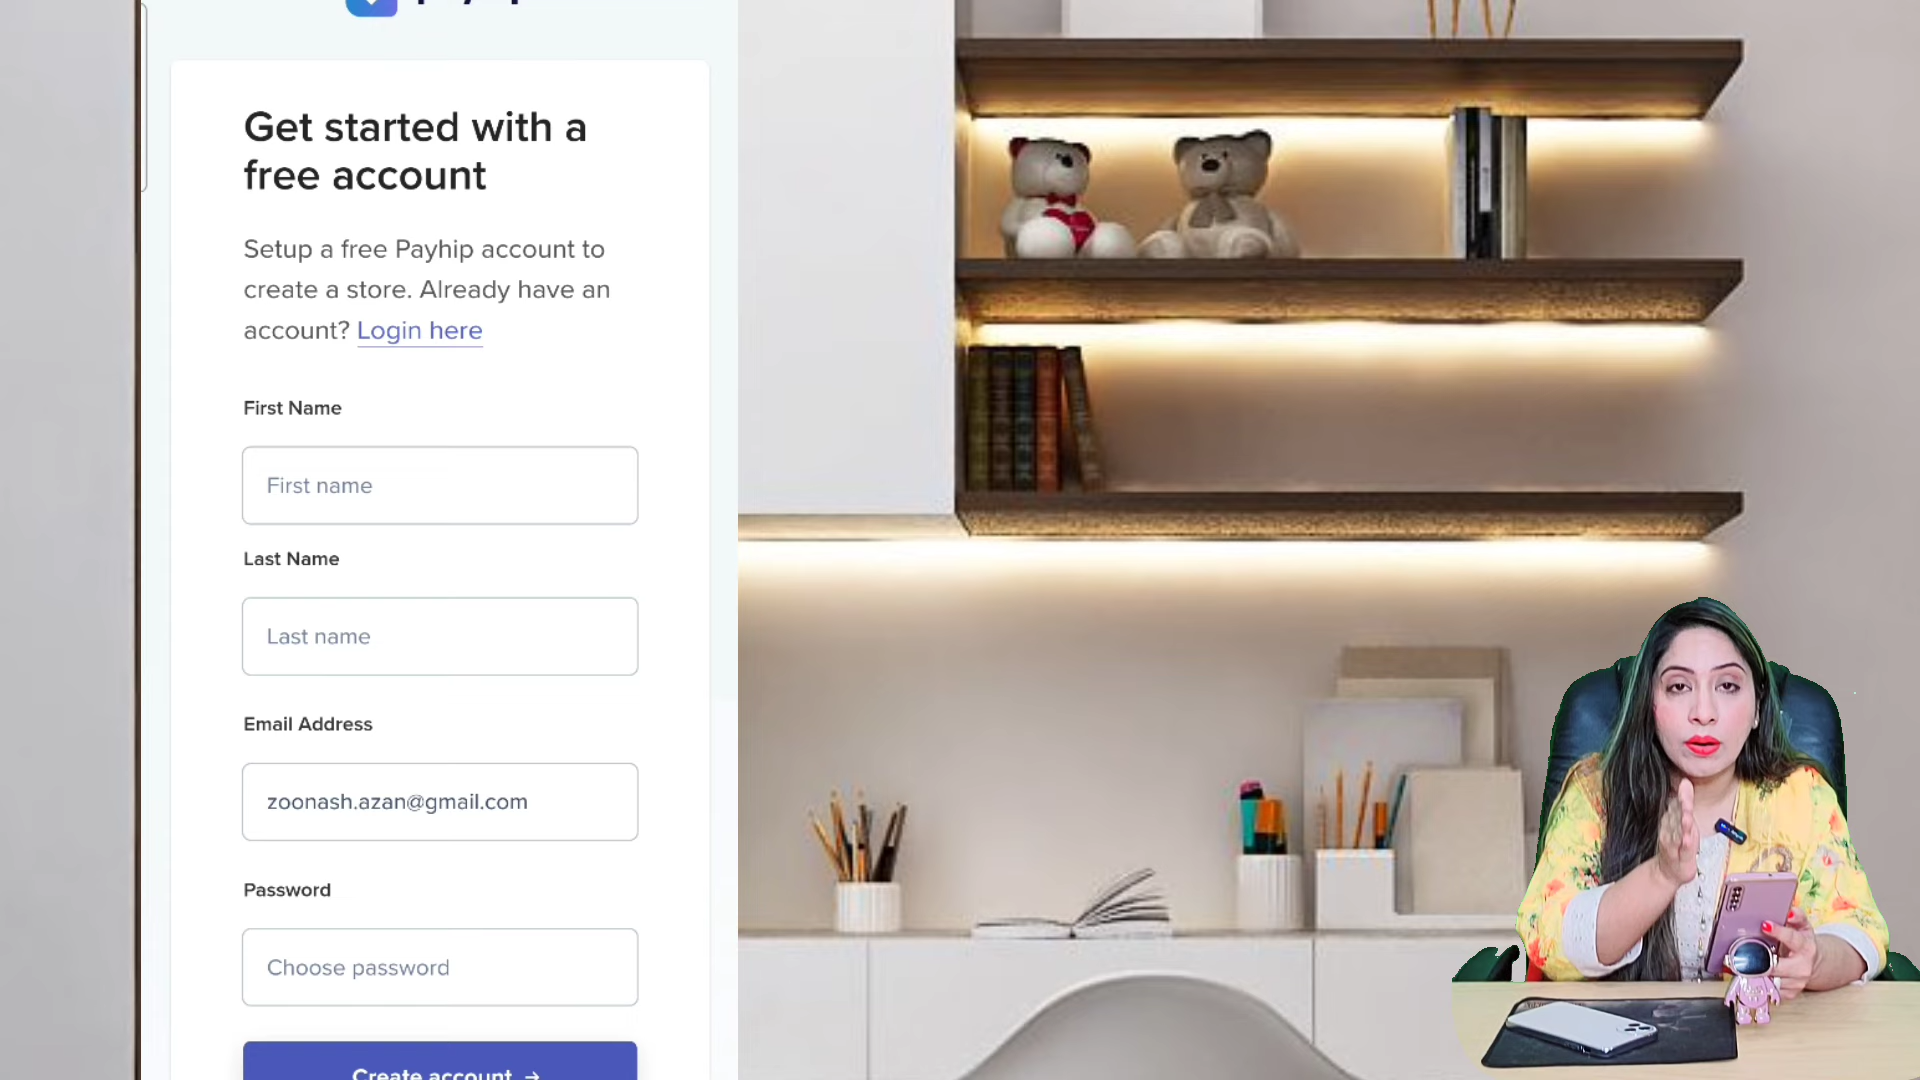 Get started with a
free account
Setup a free Payhip account to
create a store. Already have an
account? Login here
First Name
First name
Last Name
Last name
Email Address
zoonash.azan@gmail.com
Password
Choose password
Create account →